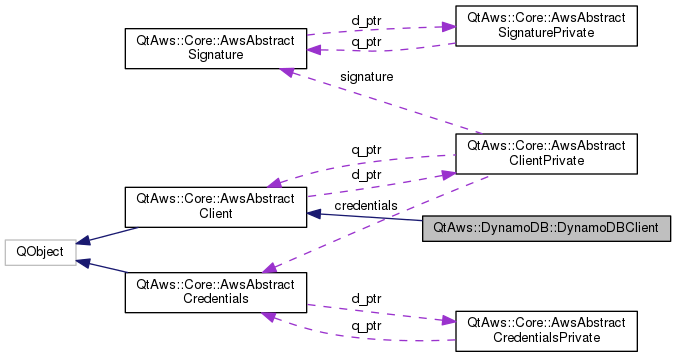 QtAws::Core::AwsAbstract
Signature
d_ptr
q_ptr
QtAws::Core::AwsAbstract
SignaturePrivate
signature
QtAws::Core::AwsAbstract
ClientPrivate
q_ptr
d_ptr
QtAws::Core::AwsAbstract
Client
credentials
QtAws::DynamoDB::DynamoDBClient
QObject
QtAws::Core::AwsAbstract
Credentials
d_ptr
q_ptr
QtAws::Core::AwsAbstract
CredentialsPrivate